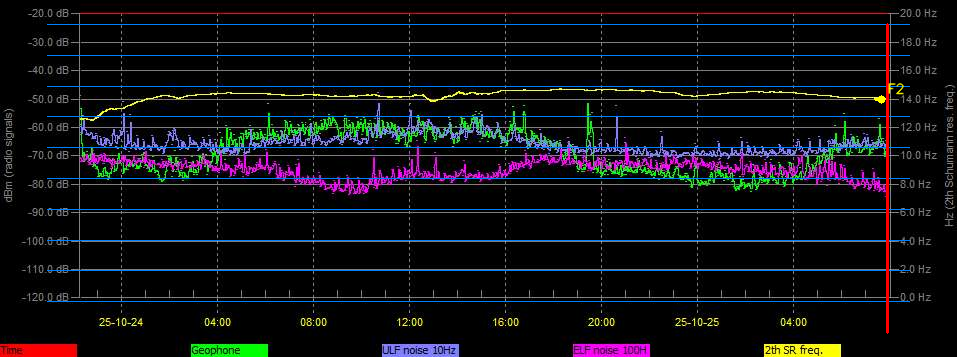 -20.0 dB 20.0 Hz
-30.0 dB 18.0 Hz
-40.0 dB 16.0 Hz
-50.0 dB 14.0 Hz
F2
-60.0 dB 12.0 Hz
-70.0 dB 10.0 Hz
-80.0 dB 8.0 Hz
-90.0 dB 6.0 Hz
-100.0 dB 4.0 Hz
-110.0 dB 2.0 Hz
-120.0 dB 0.0 Hz
dBm (radio signals)
Hz (2th Schumann res. freq.)
25-10-24 04:00 08:00 12:00 16:00 20:00 25-10-25 04:00
Time Geophone ULF noise 10Hz ELF noise 100H 2th SR freq.